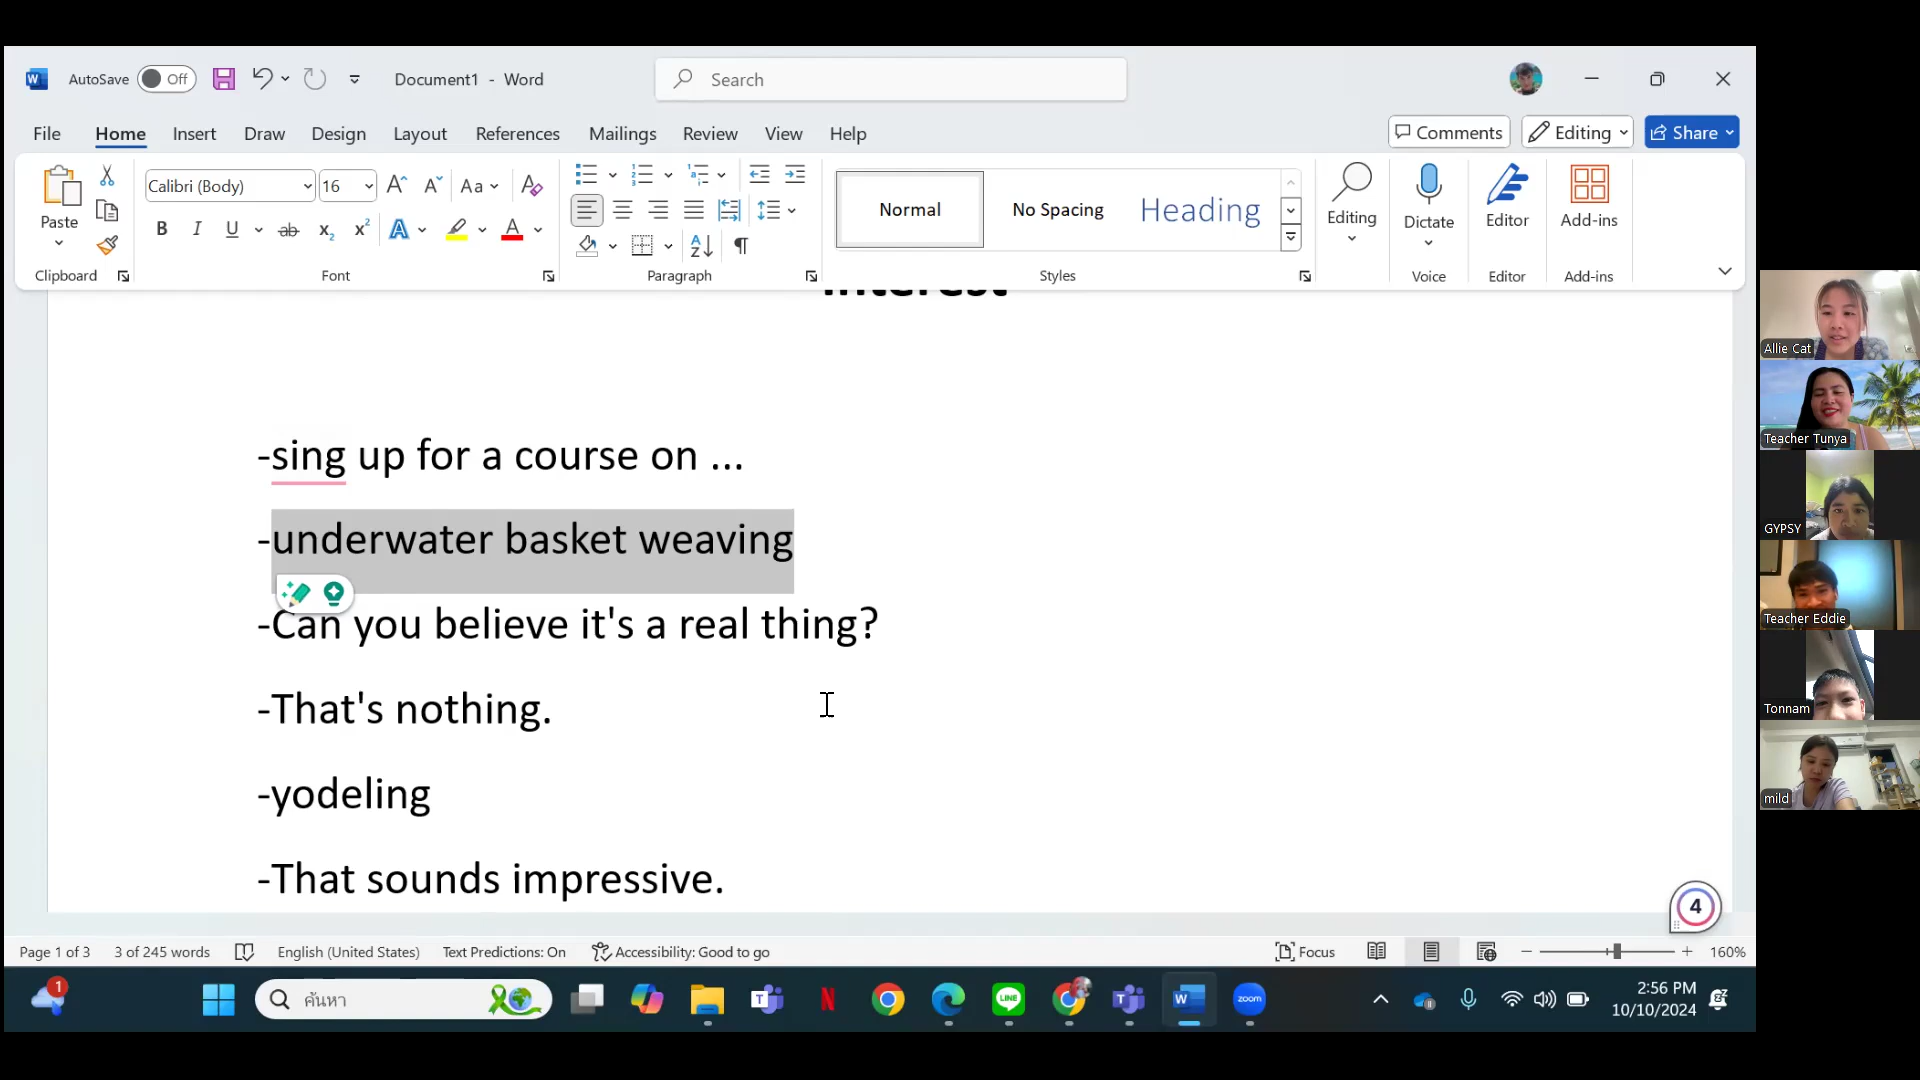 AutoSave Off Document1 - Word Search
File Home Insert Draw Design Layout References Mailings Review View Help Comments Editing Share
Paste Calibri (Body) 16 Normal No Spacing Heading Editing Dictate Editor Add-ins
Clipboard Font Paragraph Styles Voice Editor Add-ins
Interest
-sing up for a course on ...
-underwater basket weaving
-Can you believe it's a real thing?
-That's nothing.
-yodeling
-That sounds impressive.
4
Page 1 of 3 3 of 245 words English (United States) Text Predictions: On Accessibility: Good to go Focus 160%
1 ค้นหา LINE zoom 2:56 PM
10/10/2024
Allie Cat
Teacher Tunya
GYPSY
Teacher Eddie
Tonnam
mild